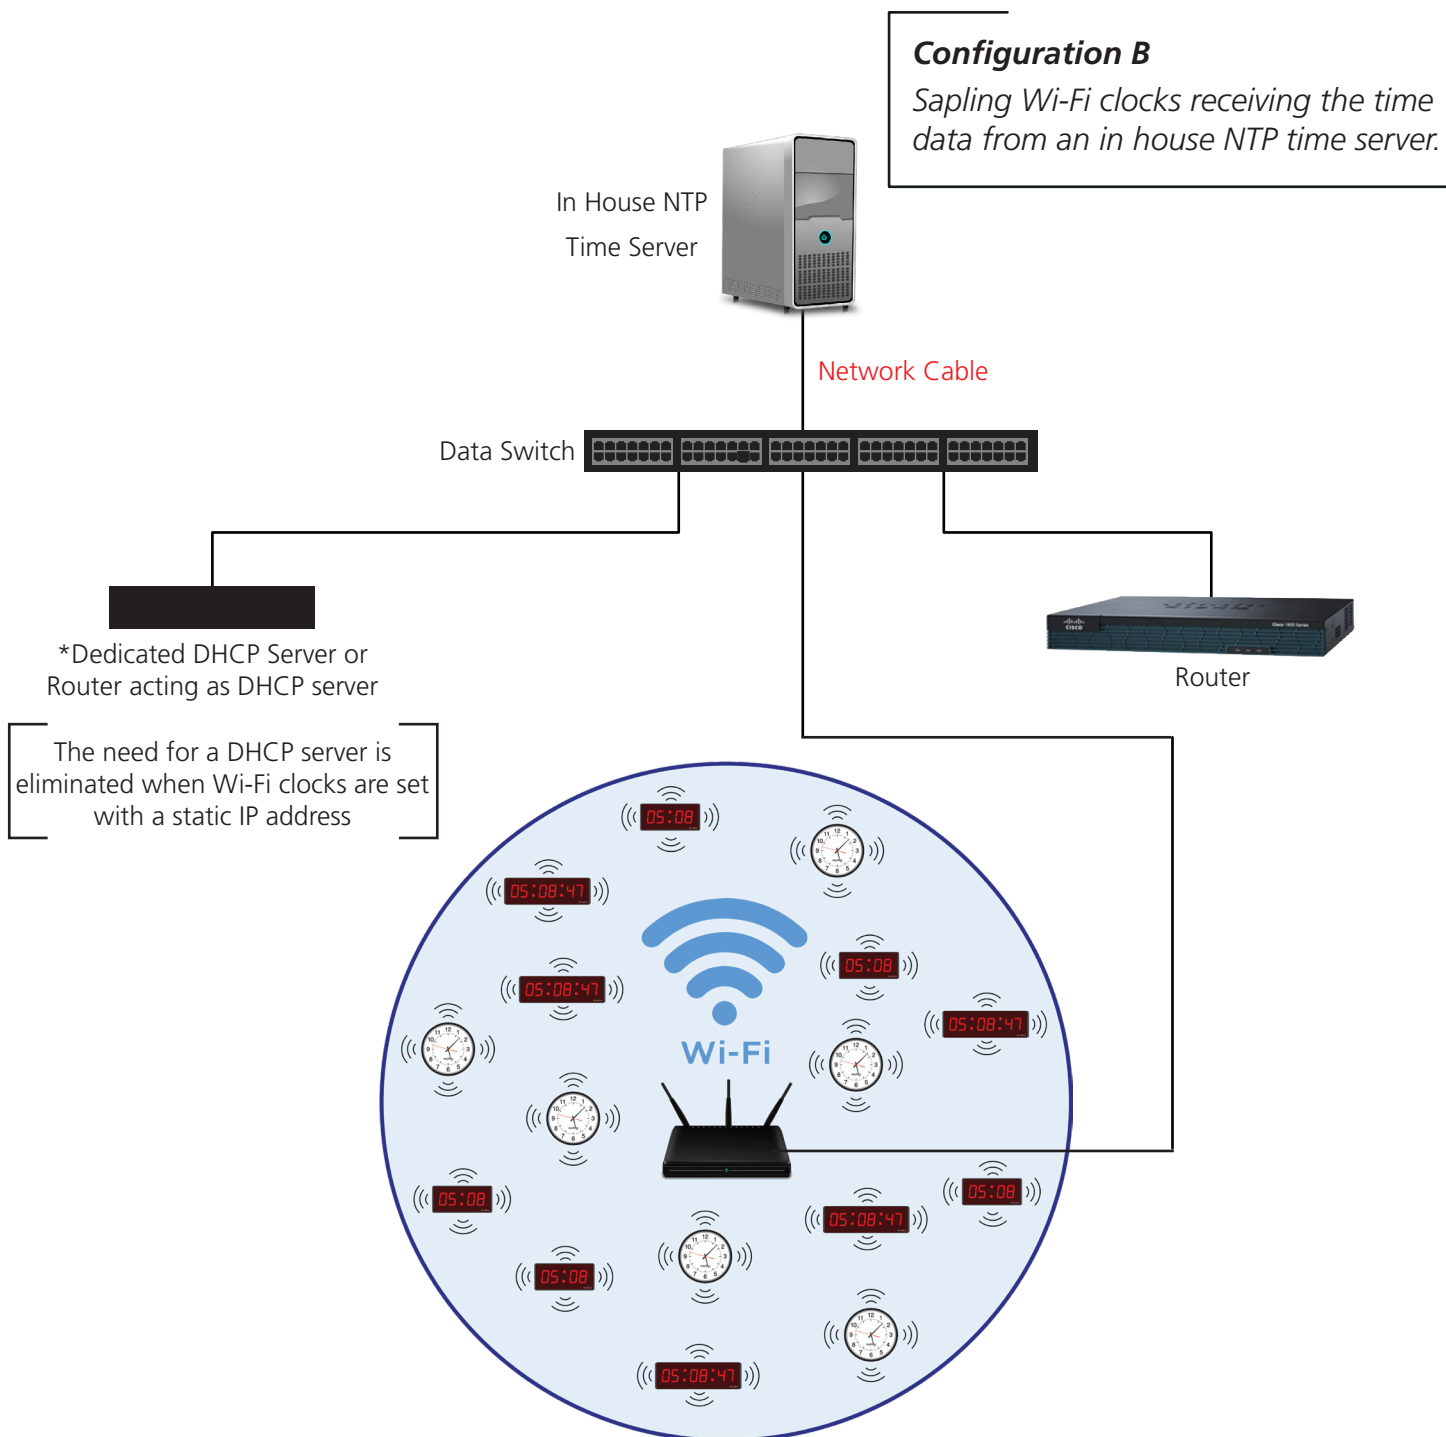 Configuration B
Sapling Wi-Fi clocks receiving the time
data from an in house NTP time server.
In House NTP
Time Server
Network Cable
Data Switch
*Dedicated DHCP Server or
Router acting as DHCP server
CISCO
Cisco 1900 Series
Router
The need for a DHCP server is
eliminated when Wi-Fi clocks are set
with a static IP address
05:08
05:08:47
05:08
05:08:47
05:08:47
Wi-Fi
05:08
05:08
05:08:47
05:08
05:08:47